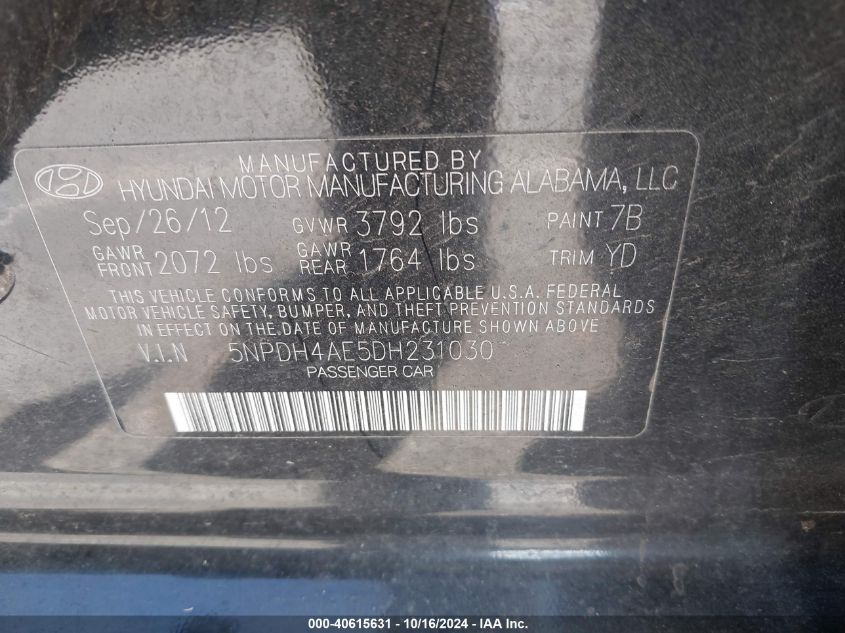 MANUFACTURED BY
HYUNDAI MOTOR MANUFACTURING ALABAMA, LLC
Sep/26/12 GVWR 3792 lbs PAINT 7B
GAWR FRONT 2072 lbs GAWR REAR 1764 lbs TRIM YD
THIS VEHICLE CONFORMS TO ALL APPLICABLE U.S.A. FEDERAL
MOTOR VEHICLE SAFETY, BUMPER, AND THEFT PREVENTION STANDARDS
IN EFFECT ON THE DATE OF MANUFACTURE SHOWN ABOVE
V.I.N 5NPDH4AE5DH231030
PASSENGER CAR
000-40615631 - 10/16/2024 - IAA Inc.